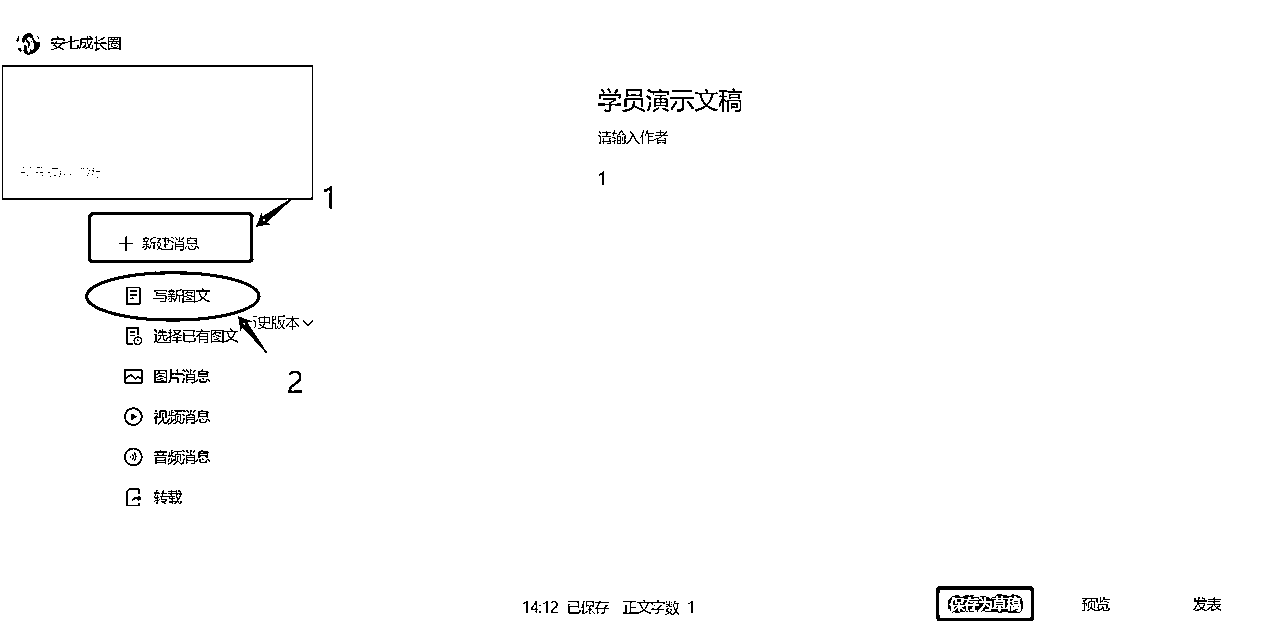 安七成长圈
学员演示文稿
请输入作者
1
1
新建消息
写新图文
历史版本
选择已有图文
2
图片消息
视频消息
音频消息
转载
14:12 已保存 正文字数 1
保存为草稿
预览
发表